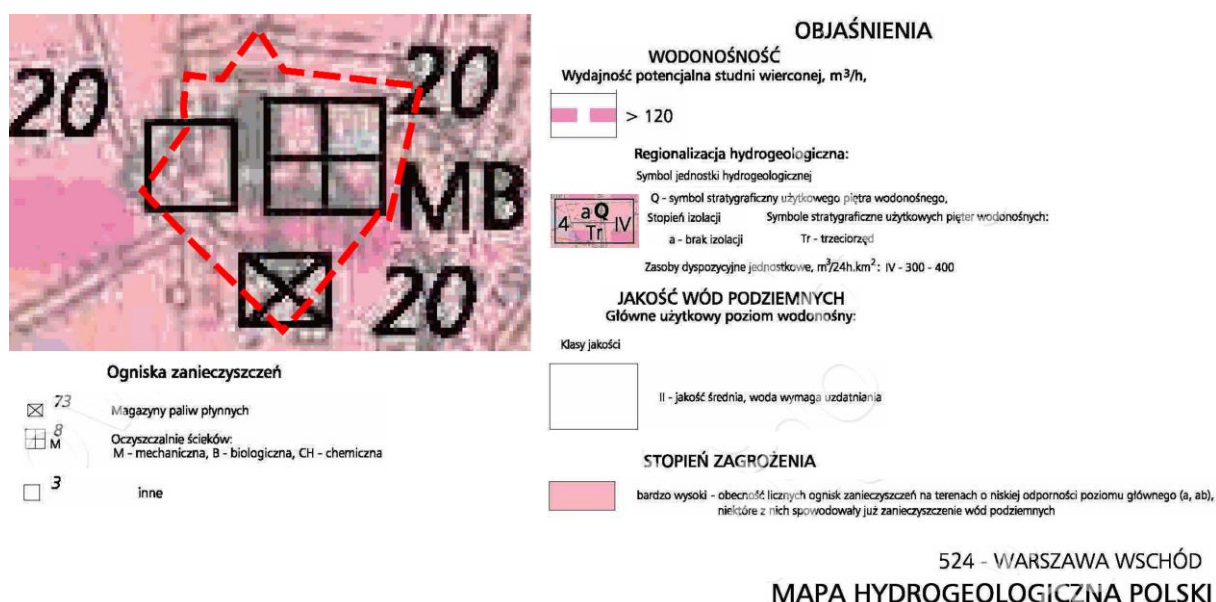 20
20
MB
20
Ogniska zanieczyszczeń
73
Magazyny paliw płynnych
8
M
Oczyszczalnie ścieków:
M - mechaniczna, B - biologiczna, CH - chemiczna
3
inne
OBJAŚNIENIA
WODONOŚNOŚĆ
Wydajność potencjalna studni wierconej, m³/h,
> 120
Regionalizacja hydrogeologiczna:
Symbol jednostki hydrogeologicznej
Q - symbol stratygraficzny użytkowego piętra wodonośnego,
4 aQ/Tr IV
Stopień izolacji Symbole stratygraficzne użytkowych pięter wodonośnych:
a - brak izolacji Tr - trzeciorzęd
Zasoby dyspozycyjne jednostkowe, m³/24h.km²: IV - 300 - 400
JAKOŚĆ WÓD PODZIEMNYCH
Główne użytkowy poziom wodonośny:
Klasy jakości
II - jakość średnia, woda wymaga uzdatniania
STOPIEŃ ZAGROŻENIA
bardzo wysoki - obecność licznych ognisk zanieczyszczeń na terenach o niskiej odporności poziomu głównego (a, ab),
niektóre z nich spowodowały już zanieczyszczenie wód podziemnych
524 - WARSZAWA WSCHÓD
MAPA HYDROGEOLOGICZNA POLSKI